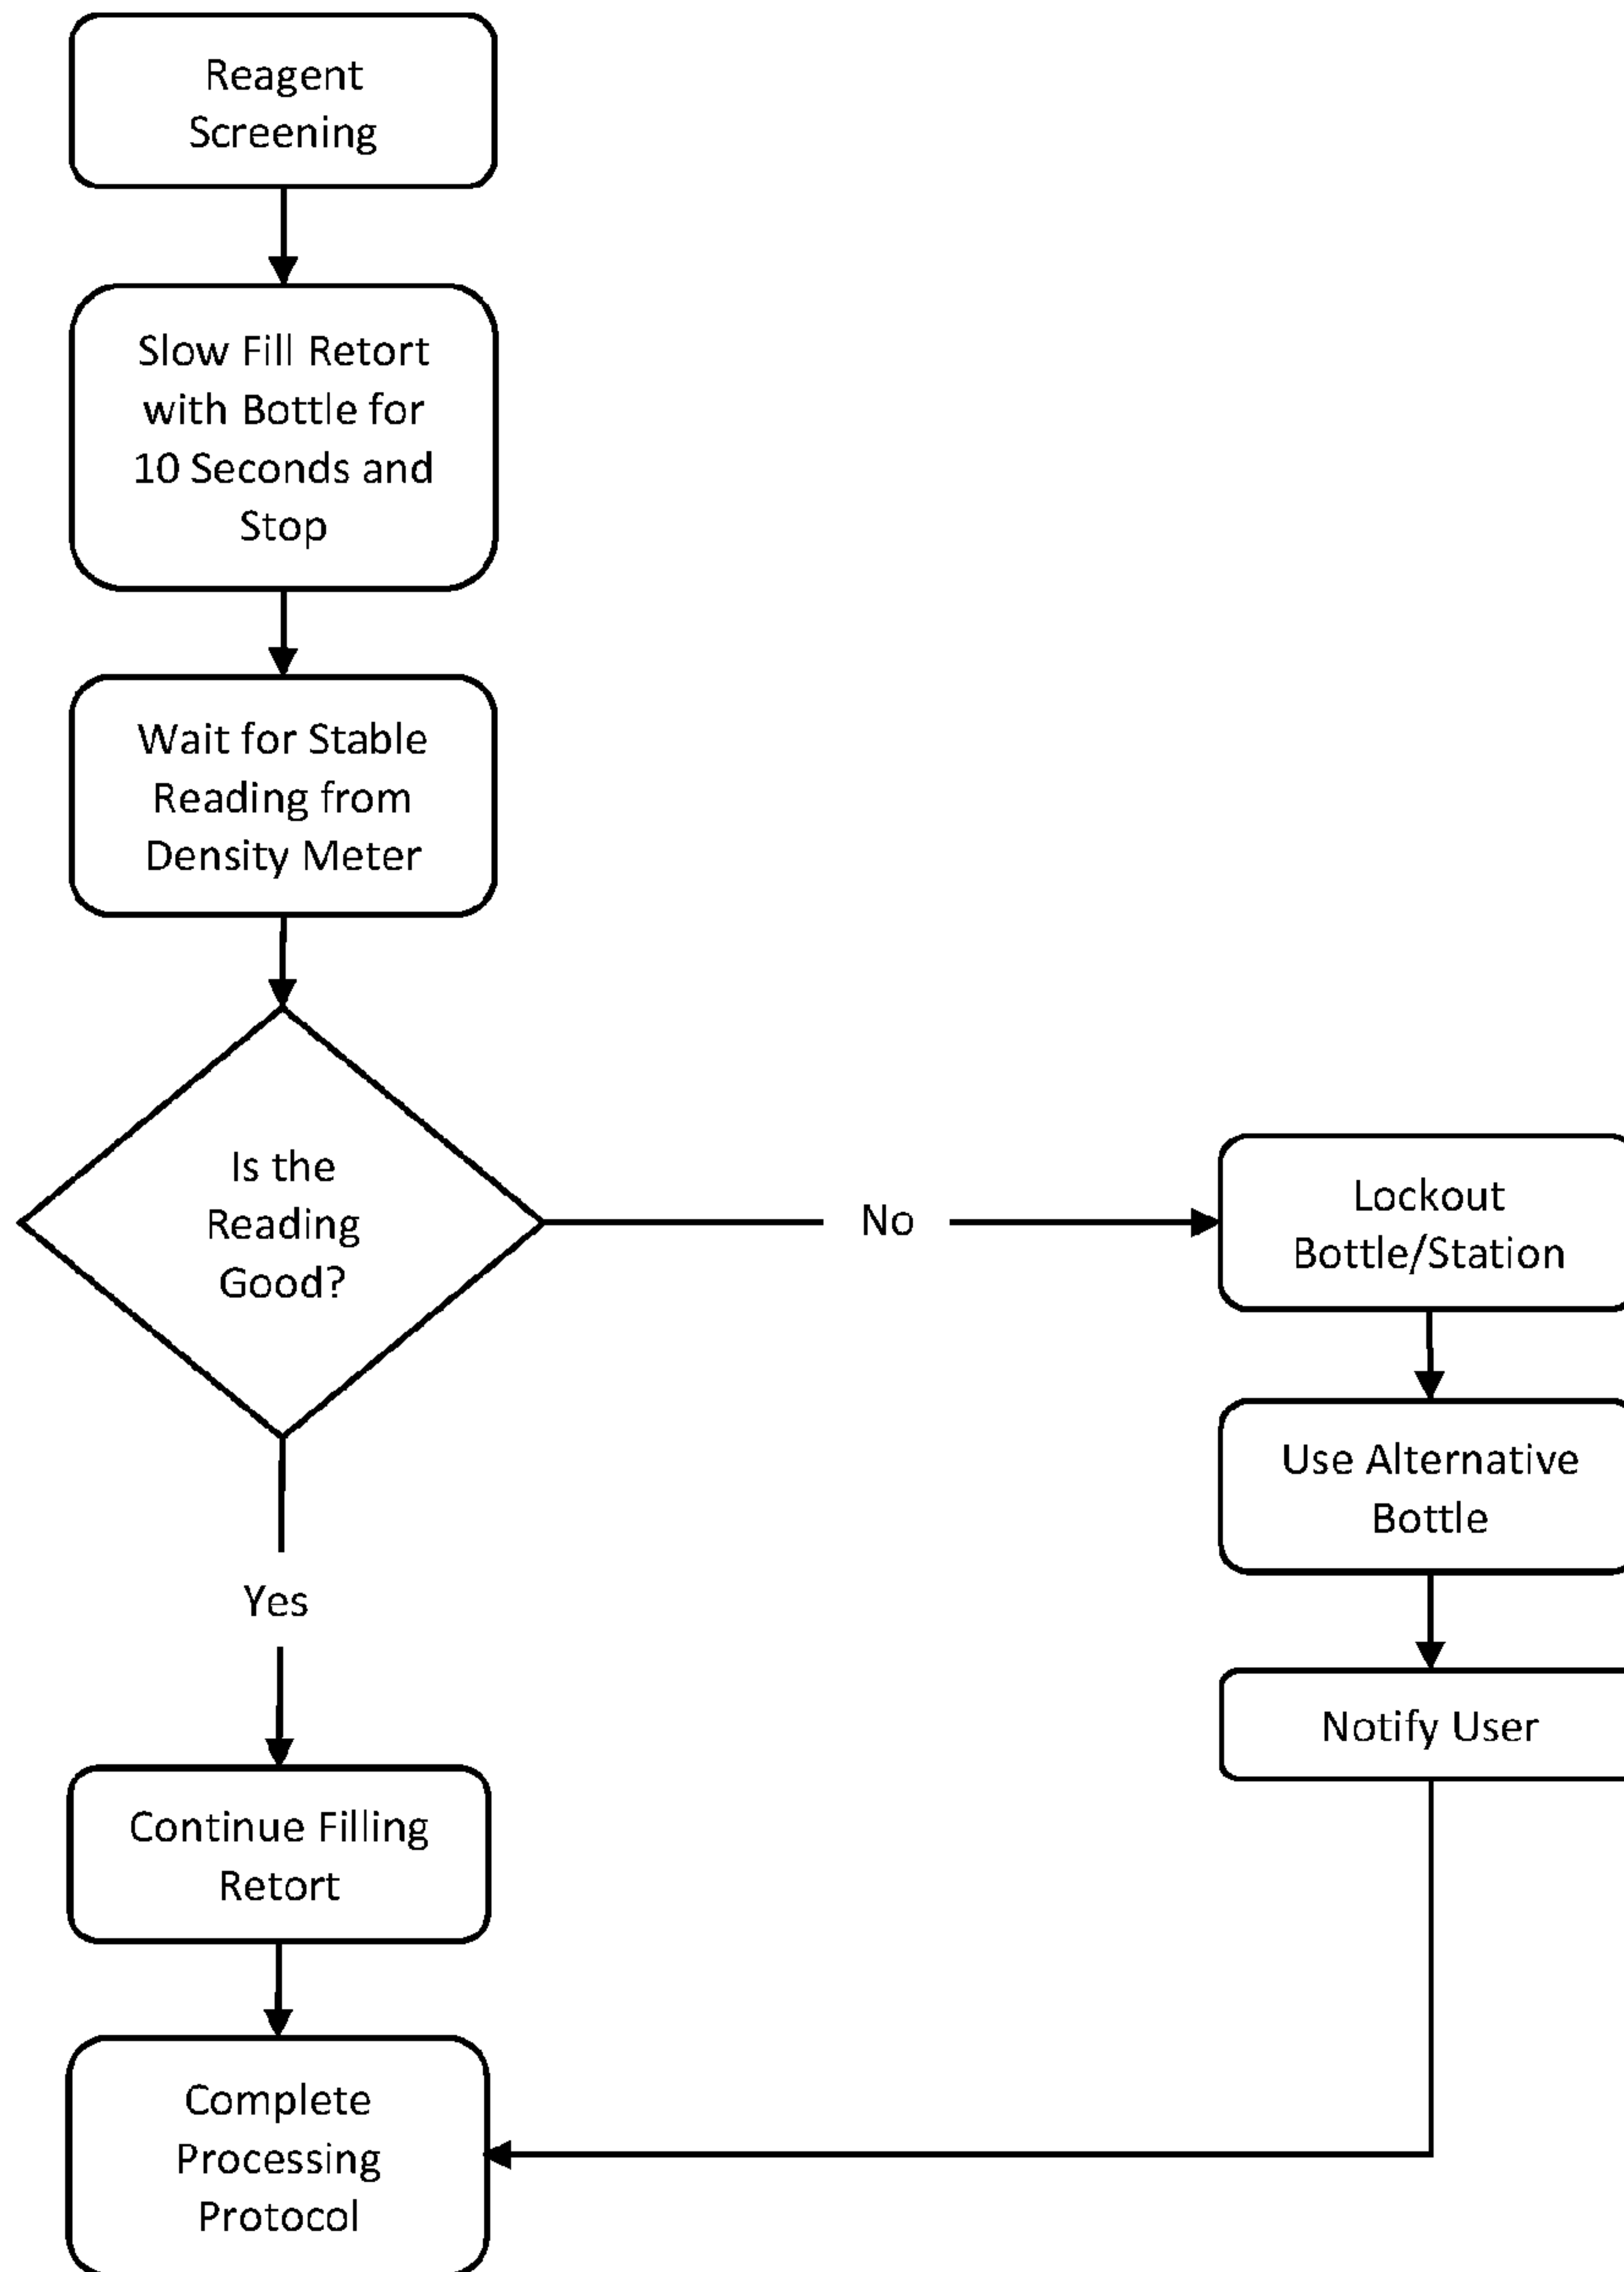 Reagent
Screening
Slow Fill Retort
with Bottle for
10 Seconds and
Stop
Wait for Stable
Reading from
Density Meter
Is the
Reading
Good?
No
Lockout
Bottle/Station
Use Alternative
Bottle
Notify User
Yes
Continue Filling
Retort
Complete
Processing
Protocol